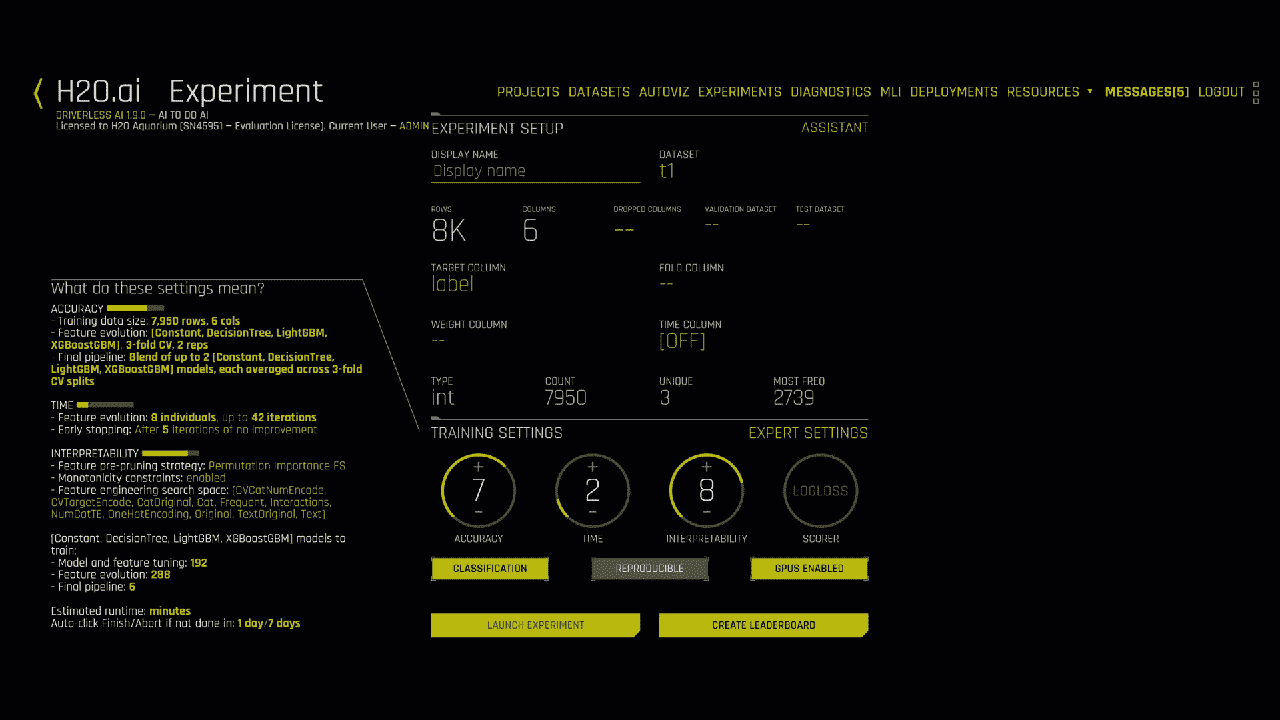 H2O.ai Experiment
PROJECTS DATASETS AUTOVIZ EXPERIMENTS DIAGNOSTICS MLI DEPLOYMENTS RESOURCES MESSAGES[5] LOGOUT
DRIVERLESS AI 1.9.0 – AI TO DO AI
Licensed to H2O Aquarium (SN45951 – Evaluation License). Current User – ADMIN
EXPERIMENT SETUP
ASSISTANT
DISPLAY NAME
DATASET
Display name
t1
ROWS
COLUMNS
DROPPED COLUMNS
VALIDATION DATASET
TEST DATASET
8K
6
--
--
--
TARGET COLUMN
FOLD COLUMN
label
--
WEIGHT COLUMN
TIME COLUMN
--
[OFF]
TYPE
COUNT
UNIQUE
MOST FREQ
int
7950
3
2739
What do these settings mean?
ACCURACY
- Training data size: 7,950 rows, 6 cols
- Feature evolution: [Constant, DecisionTree, LightGBM,
XGBoostGBM], 3-fold CV, 2 reps
- Final pipeline: Blend of up to 2 [Constant, DecisionTree,
LightGBM, XGBoostGBM] models, each averaged across 3-fold
CV splits
TIME
- Feature evolution: 8 individuals, up to 42 iterations
- Early stopping: After 5 iterations of no improvement
INTERPRETABILITY
- Feature pre-pruning strategy: Permutation Importance FS
- Monotonicity constraints: enabled
- Feature engineering search space: [CVCatNumEncode,
CVTargetEncode, CatOriginal, Cat, Frequent, Interactions,
NumCatTE, OneHotEncoding, Original, TextOriginal, Text]
[Constant, DecisionTree, LightGBM, XGBoostGBM] models to
train:
- Model and feature tuning: 192
- Feature evolution: 288
- Final pipeline: 6
Estimated runtime: minutes
Auto-click Finish/Abort if not done in: 1 day/7 days
TRAINING SETTINGS
EXPERT SETTINGS
+
+
+
7
2
8
LOGLOSS
-
-
-
ACCURACY
TIME
INTERPRETABILITY
SCORER
CLASSIFICATION
REPRODUCIBLE
GPUS ENABLED
LAUNCH EXPERIMENT
CREATE LEADERBOARD